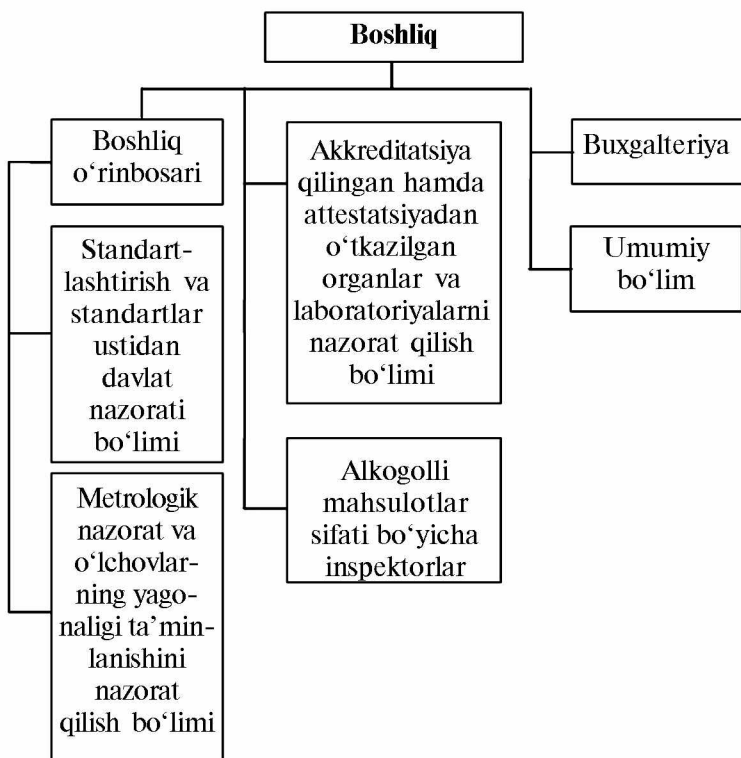 Boshliq
Boshliq
o‘rinbosari
Standart-
lashtirish va
standartlar
ustidan
davlat
nazorati
bo‘limi
Metrologik
nazorat va
o‘lchovlar-
ning yago-
naligi ta’min-
lanishini
nazorat
qilish bo‘limi
Akkreditatsiya
qilingan hamda
attestatsiyadan
o‘tkazilgan
organlar va
laboratoriyalarni
nazorat qilish
bo‘limi
Alkogolli
mahsulotlar
sifati bo‘yicha
inspektorlar
Buxgalteriya
Umumiy
bo‘lim